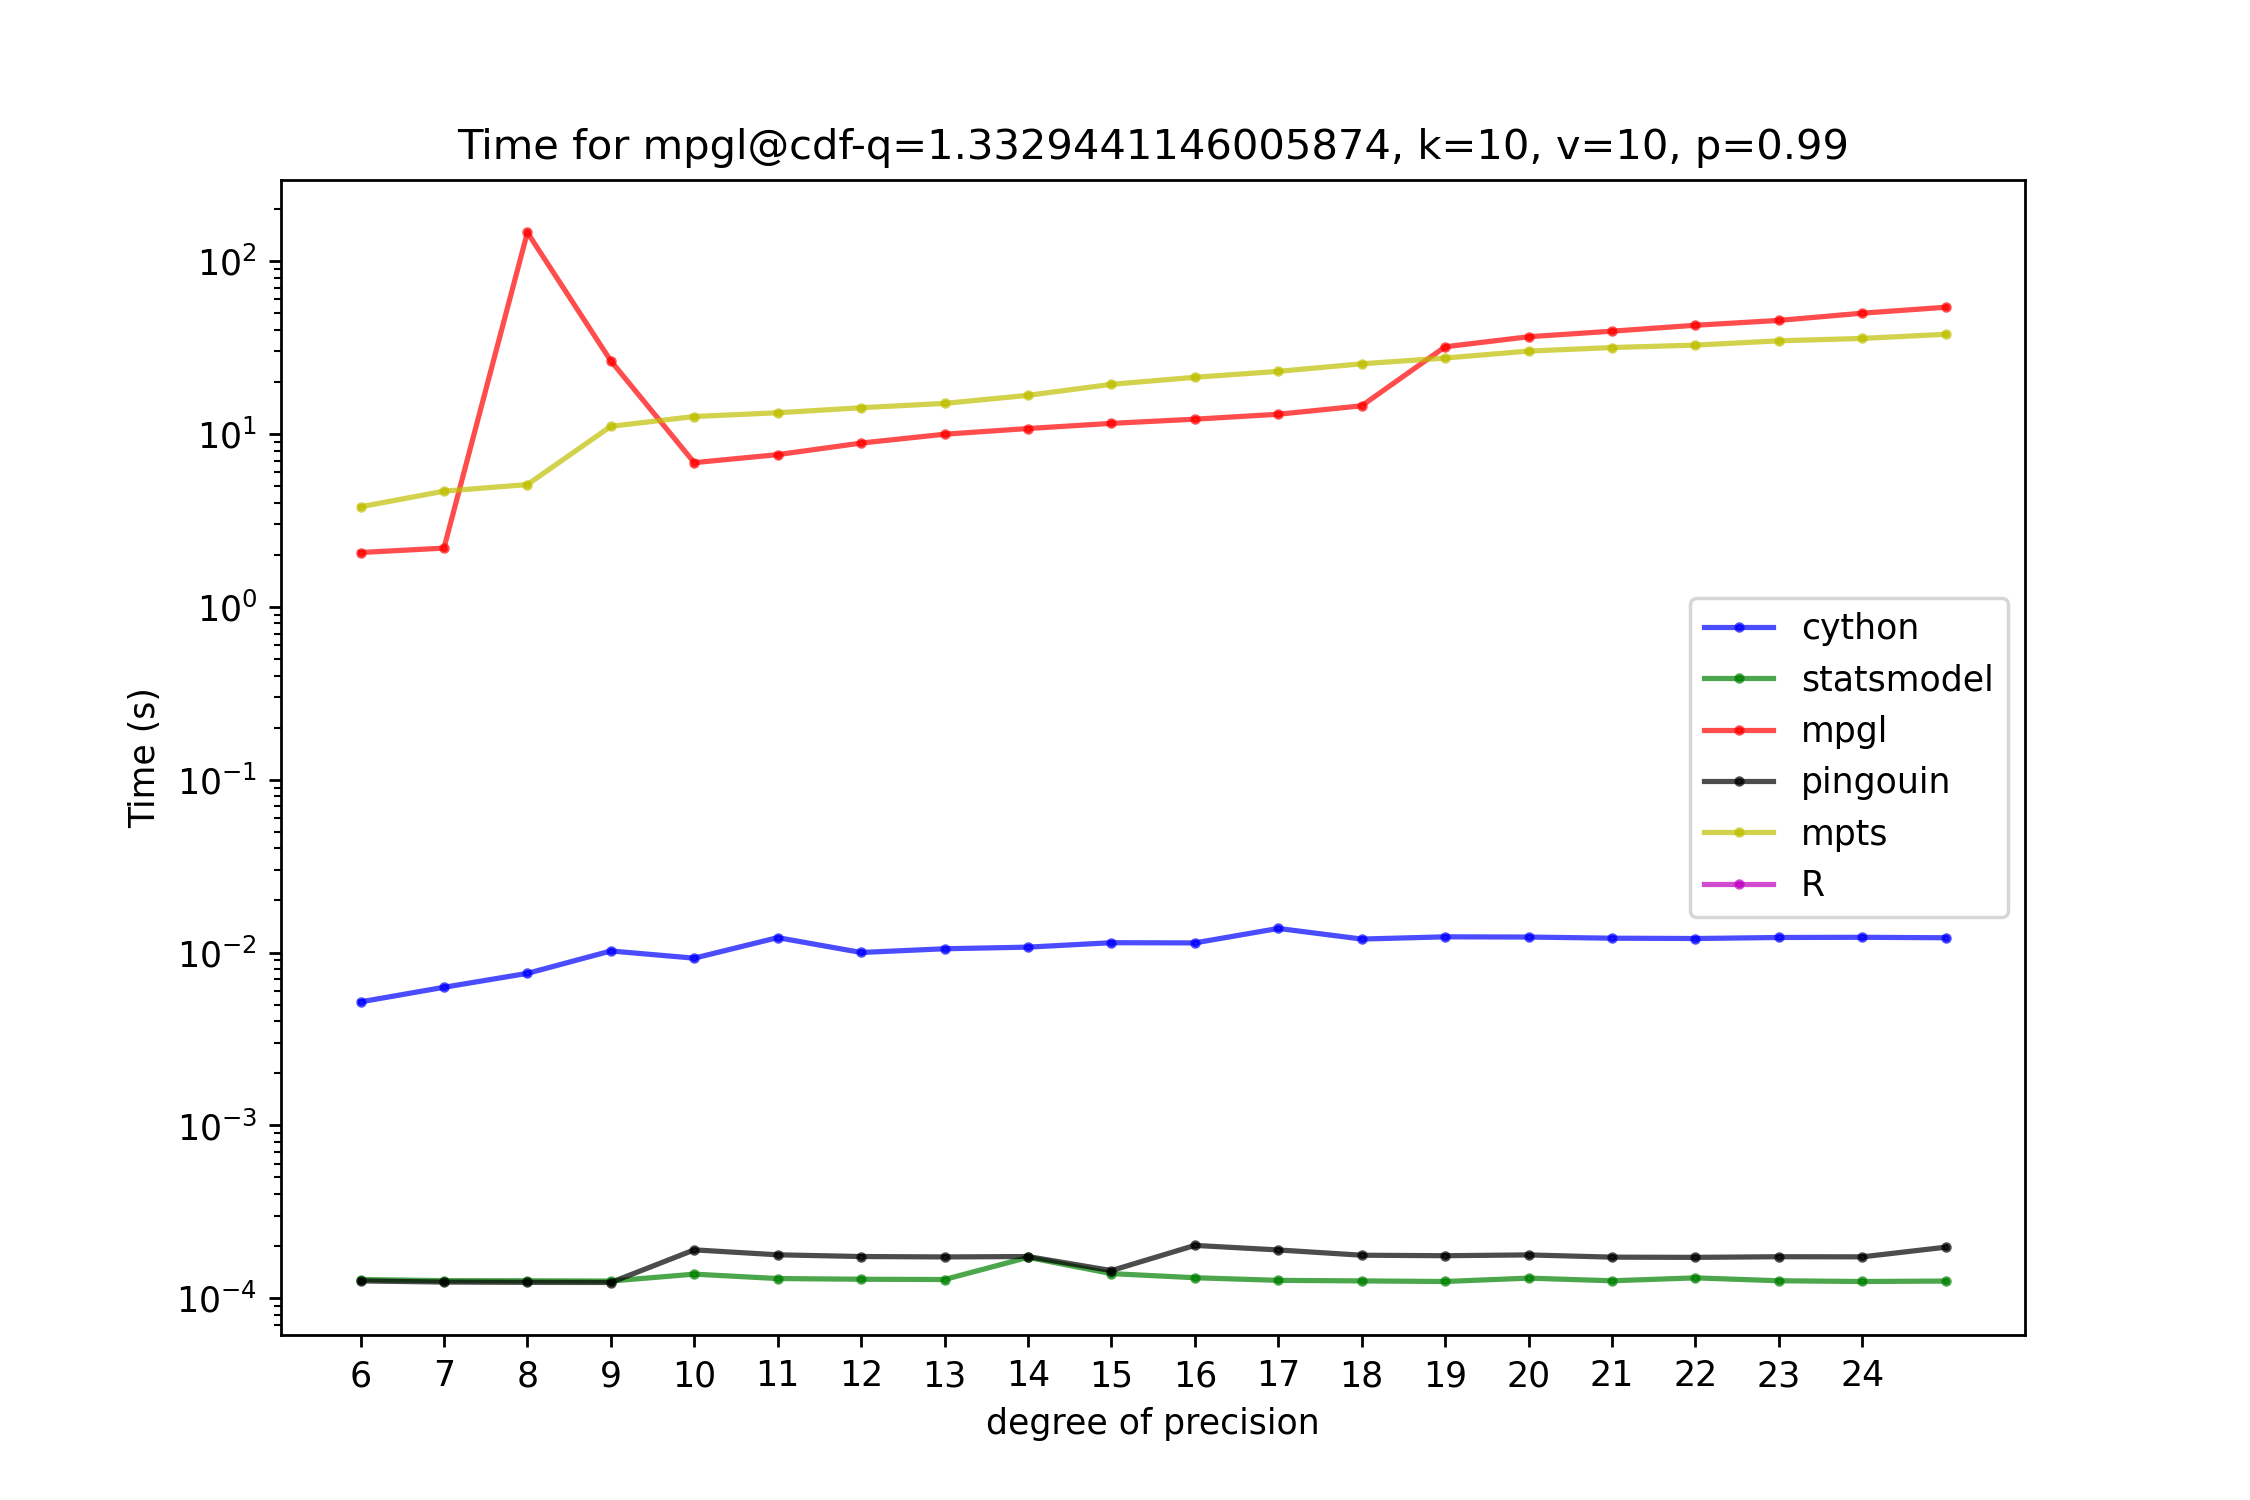 Time for mpgl@cdf-q=1.3329441146005874, k=10, v=10, p=0.99
Time (s)
10²
10¹
10⁰
10⁻¹
10⁻²
10⁻³
10⁻⁴
cython
statsmodel
mpgl
pingouin
mpts
R
6 7 8 9 10 11 12 13 14 15 16 17 18 19 20 21 22 23 24
degree of precision